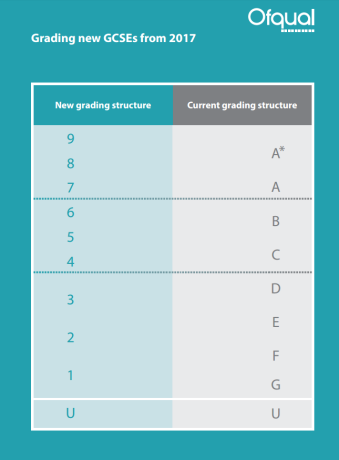 Ofqual
Grading new GCSEs from 2017
New grading structure Current grading structure
9
A*
8
7 A
6 B
5
4 C
D
3
E
2
F
1
G
U U